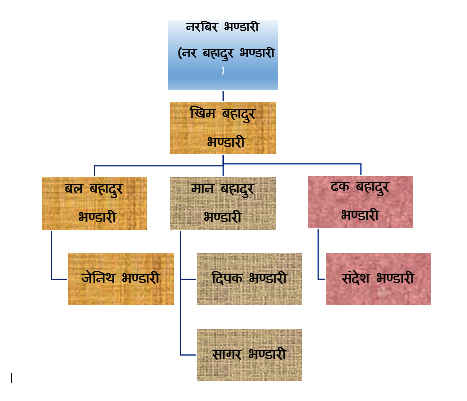 नरबिर भण्डारी
(नर बहादुर भण्डारी
)
खिम बहादुर
भण्डारी
बल बहादुर
भण्डारी
मान बहादुर
भण्डारी
ढक बहादुर
भण्डारी
जेनिथ भण्डारी
दिपक भण्डारी
संदेश भण्डारी
सागर भण्डारी